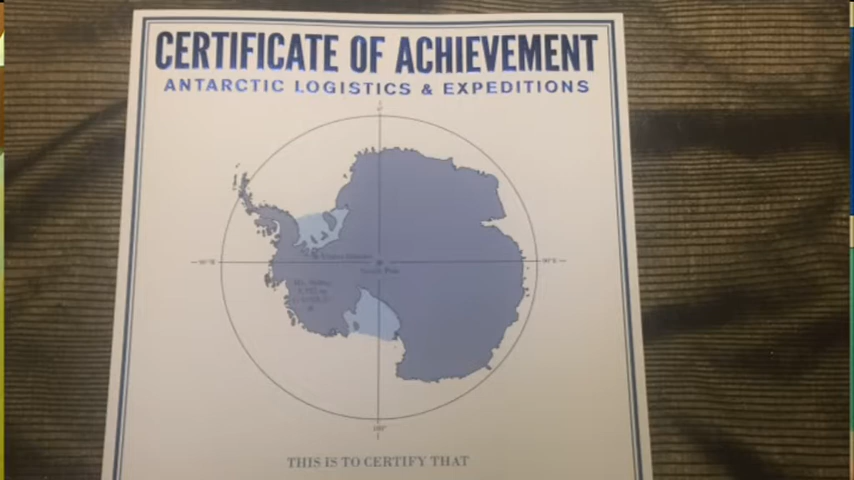 CERTIFICATE OF ACHIEVEMENT
ANTARCTIC LOGISTICS & EXPEDITIONS
South Pole
THIS IS TO CERTIFY THAT